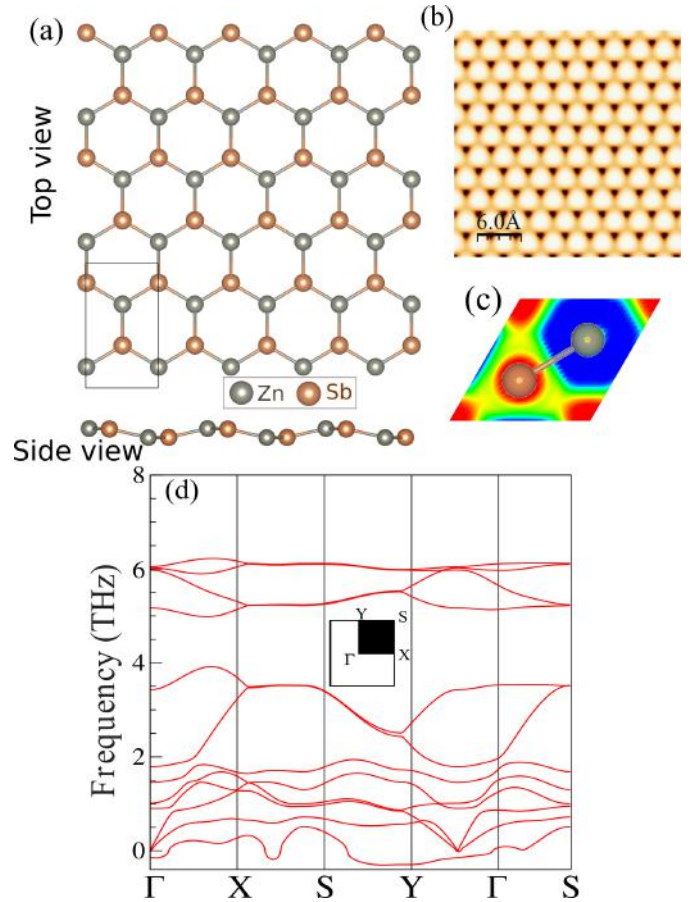 (a)
Top view
Zn Sb
Side view
(b)
6.0Å
(c)
(d)
Frequency (THz)
8
6
4
2
0
Y S
Γ X
Γ X S Y Γ S